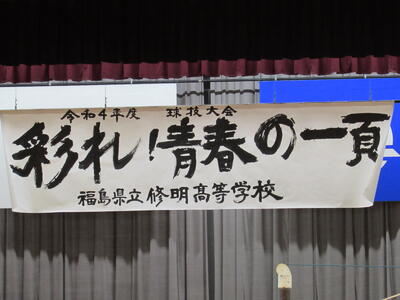 令和4年度 球技大会
彩れ!青春の一頁
福島県立修明高等学校